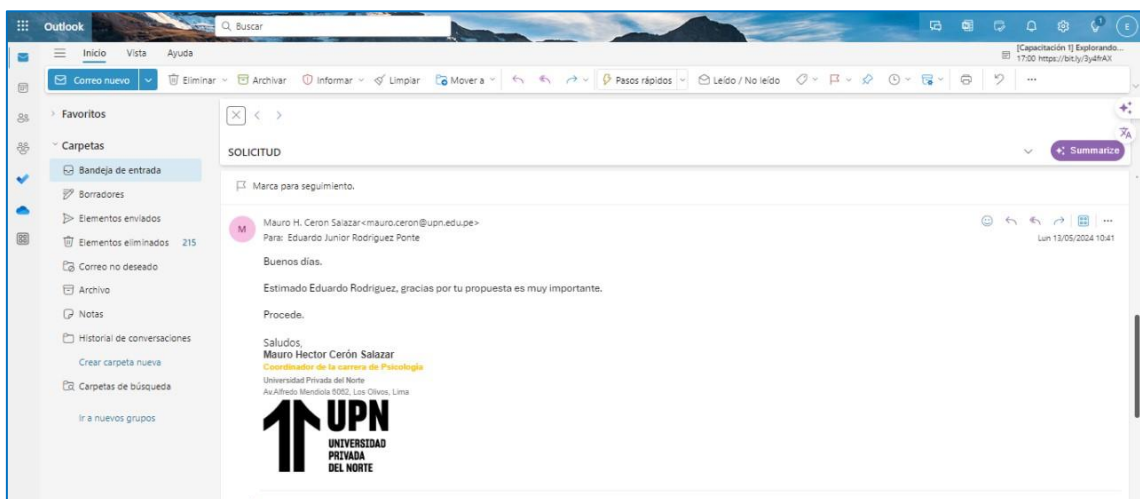 Outlook
Buscar
E
Inicio Vista Ayuda
[Capacitación 1] Explorando...
17:00 https://bit.ly/3y4frAX
Correo nuevo Eliminar Archivar Informar Limpiar Mover a Pasos rápidos Leído / No leído ...
Favoritos
Carpetas
Bandeja de entrada
Borradores
Elementos enviados
Elementos eliminados 215
Correo no deseado
Archivo
Notas
Historial de conversaciones
Crear carpeta nueva
Carpetas de búsqueda
Ir a nuevos grupos
SOLICITUD
Summarize
Marca para seguimiento.
M
Mauro H. Ceron Salazar<mauro.ceron@upn.edu.pe>
Para: Eduardo Junior Rodriguez Ponte
Lun 13/05/2024 10:41
Buenos días.
Estimado Eduardo Rodriguez, gracias por tu propuesta es muy importante.
Procede.
Saludos,
Mauro Hector Cerón Salazar
Coordinador de la carrera de Psicología
Universidad Privada del Norte
Av.Alfredo Mendiola 6062, Los Olivos, Lima
UPN
UNIVERSIDAD
PRIVADA
DEL NORTE